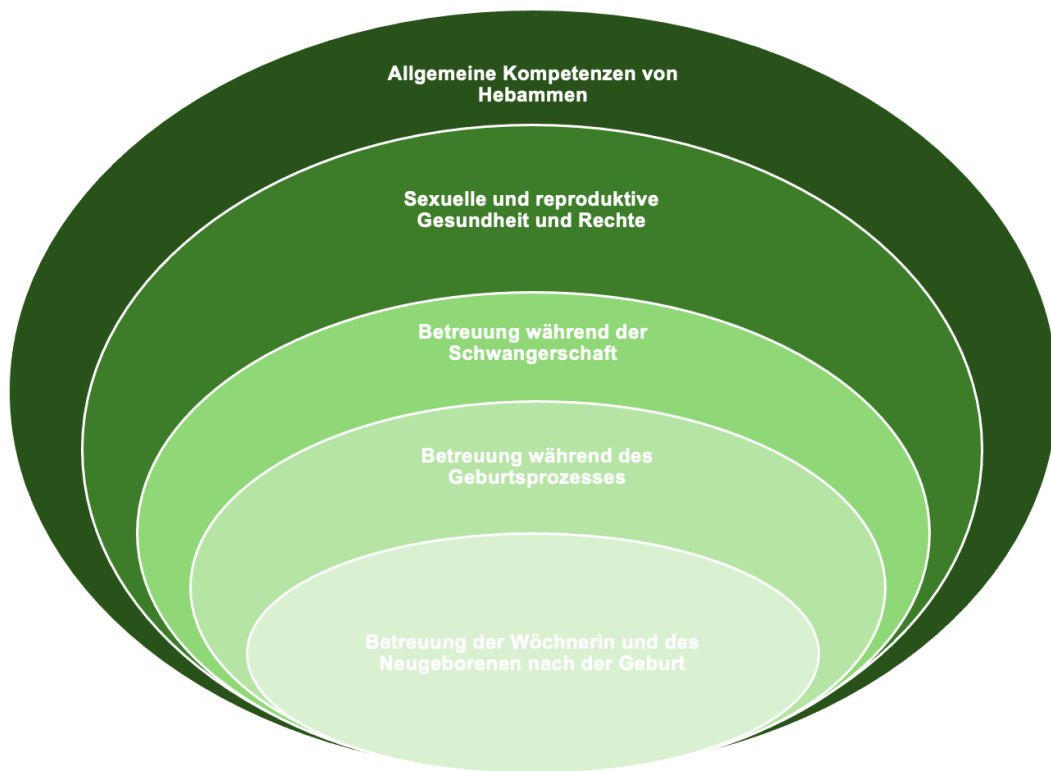 Allgemeine Kompetenzen von
Hebammen
Sexuelle und reproduktive
Gesundheit und Rechte
Betreuung während der
Schwangerschaft
Betreuung während des
Geburtsprozesses
Betreuung der Wöchnerin und des
Neugeborenen nach der Geburt